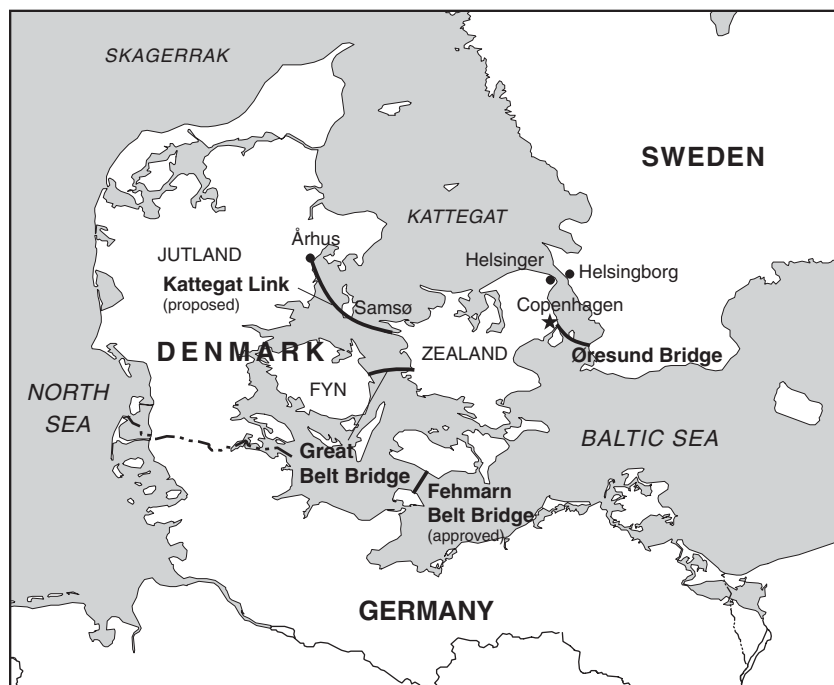 SKAGERRAK
SWEDEN
KATTEGAT
JUTLAND
Århus
Helsinger
Helsingborg
Kattegat Link
(proposed)
Samsø
Copenhagen
DENMARK
ZEALAND
Øresund Bridge
FYN
NORTH
SEA
BALTIC SEA
Great
Belt Bridge
Fehmarn
Belt Bridge
(approved)
GERMANY